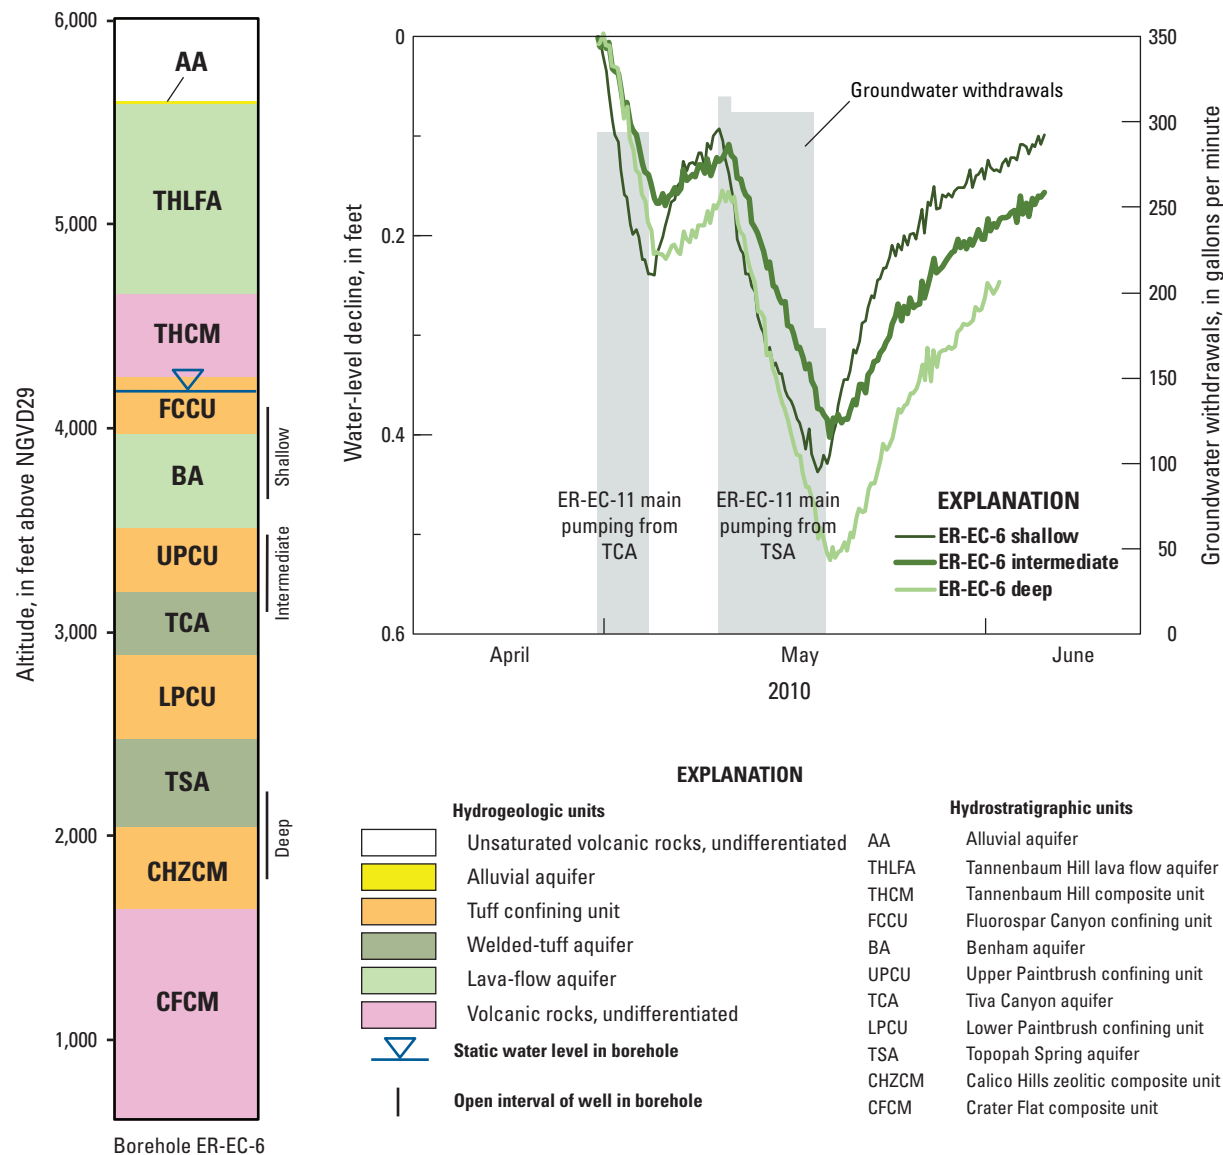 Altitude, in feet above NGVD29
6,000
5,000
4,000
3,000
2,000
1,000
AA
THLFA
THCM
FCCU
BA
UPCU
TCA
LPCU
TSA
CHZCM
CFCM
Shallow
Intermediate
Deep
Borehole ER-EC-6
Water-level decline, in feet
0
0.2
0.4
0.6
Groundwater withdrawals, in gallons per minute
350
300
250
200
150
100
50
0
Groundwater withdrawals
ER-EC-11 main
pumping from
TCA
ER-EC-11 main
pumping from
TSA
EXPLANATION
ER-EC-6 shallow
ER-EC-6 intermediate
ER-EC-6 deep
April
May
June
2010
EXPLANATION
Hydrogeologic units
Unsaturated volcanic rocks, undifferentiated
Alluvial aquifer
Tuff confining unit
Welded-tuff aquifer
Lava-flow aquifer
Volcanic rocks, undifferentiated
Static water level in borehole
Open interval of well in borehole
Hydrostratigraphic units
AA Alluvial aquifer
THLFA Tannenbaum Hill lava flow aquifer
THCM Tannenbaum Hill composite unit
FCCU Fluorospar Canyon confining unit
BA Benham aquifer
UPCU Upper Paintbrush confining unit
TCA Tiva Canyon aquifer
LPCU Lower Paintbrush confining unit
TSA Topopah Spring aquifer
CHZCM Calico Hills zeolitic composite unit
CFCM Crater Flat composite unit